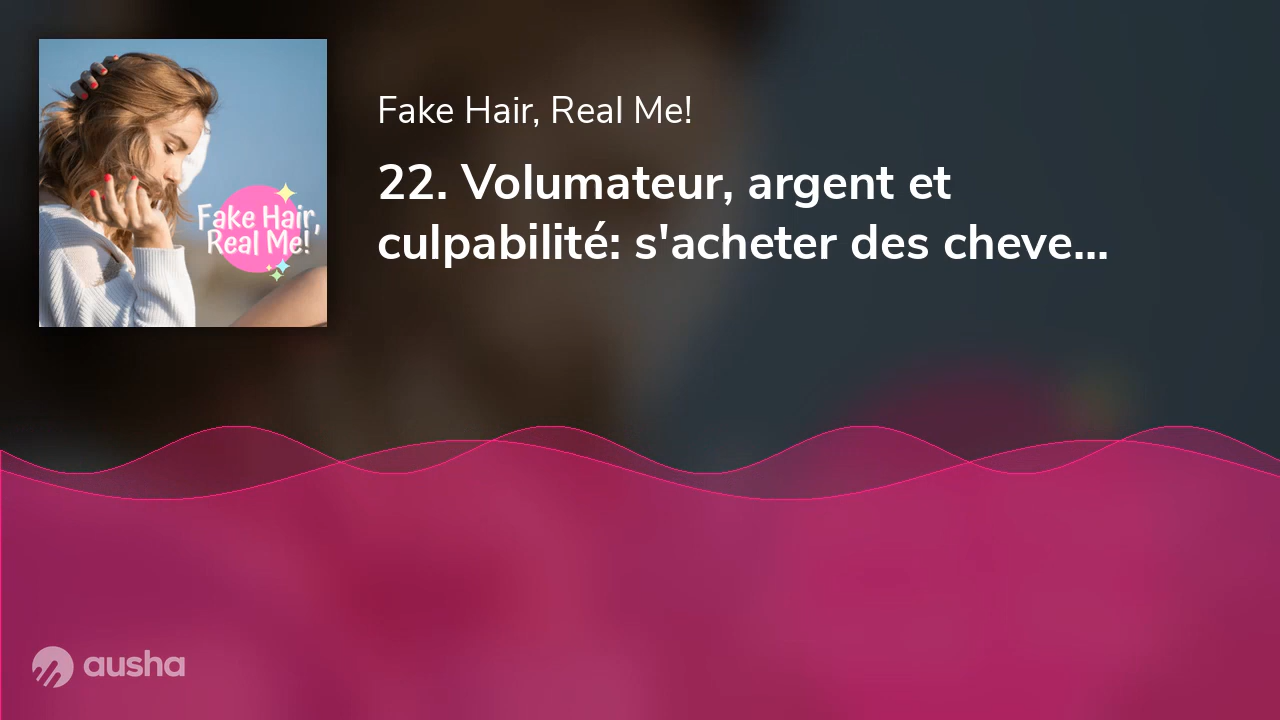 Fake Hair, Real Me!
22. Volumateur, argent et
culpabilité: s'acheter des cheve...
Fake Hair,
Real Me!
ausha